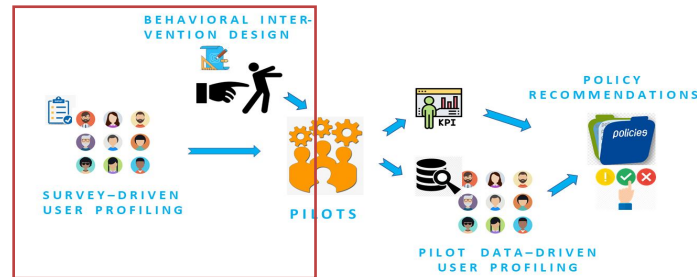 BEHAVIORAL INTER-
VENTION DESIGN
SURVEY-DRIVEN
USER PROFILING
PILOTS
KPI
PILOT DATA-DRIVEN
USER PROFILING
POLICY
RECOMMENDATIONS
policies